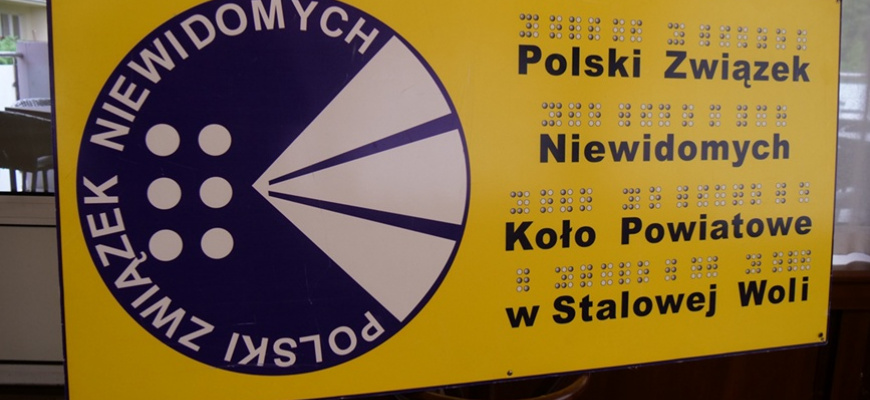 POLSKI ZWIĄZEK NIEWIDOMYCH
Polski Związek
Niewidomych
Koło Powiatowe
w Stalowej Woli